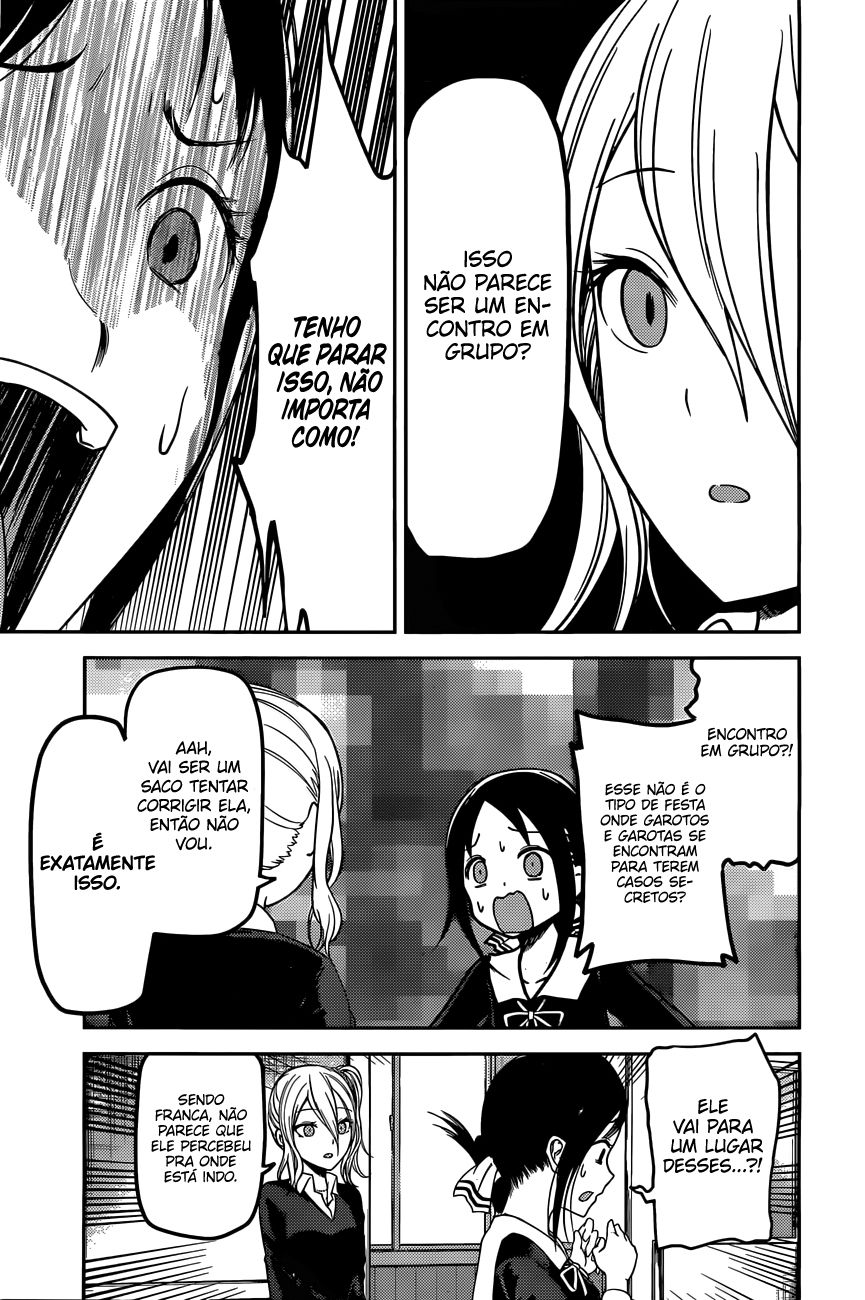 ISSO
NÃO PARECE
SER UM EN-
CONTRO EM
GRUPO?
TENHO
QUE PARAR
ISSO, NÃO
IMPORTA
COMO!
ENCONTRO
EM GRUPO?!
ESSE NÃO É O
TIPO DE FESTA
ONDE GAROTOS
E GAROTAS SE
ENCONTRAM
PARA TEREM
CASOS SE-
CRETOS?
AAH,
VAI SER UM
SACO TENTAR
CORRIGIR ELA,
ENTÃO NÃO
VOU.
É
EXATAMENTE
ISSO.
ELE
VAI PARA
UM LUGAR
DESSES...?!
SENDO
FRANCA, NÃO
PARECE QUE
ELE PERCEBEU
PRA ONDE
ESTÁ INDO.